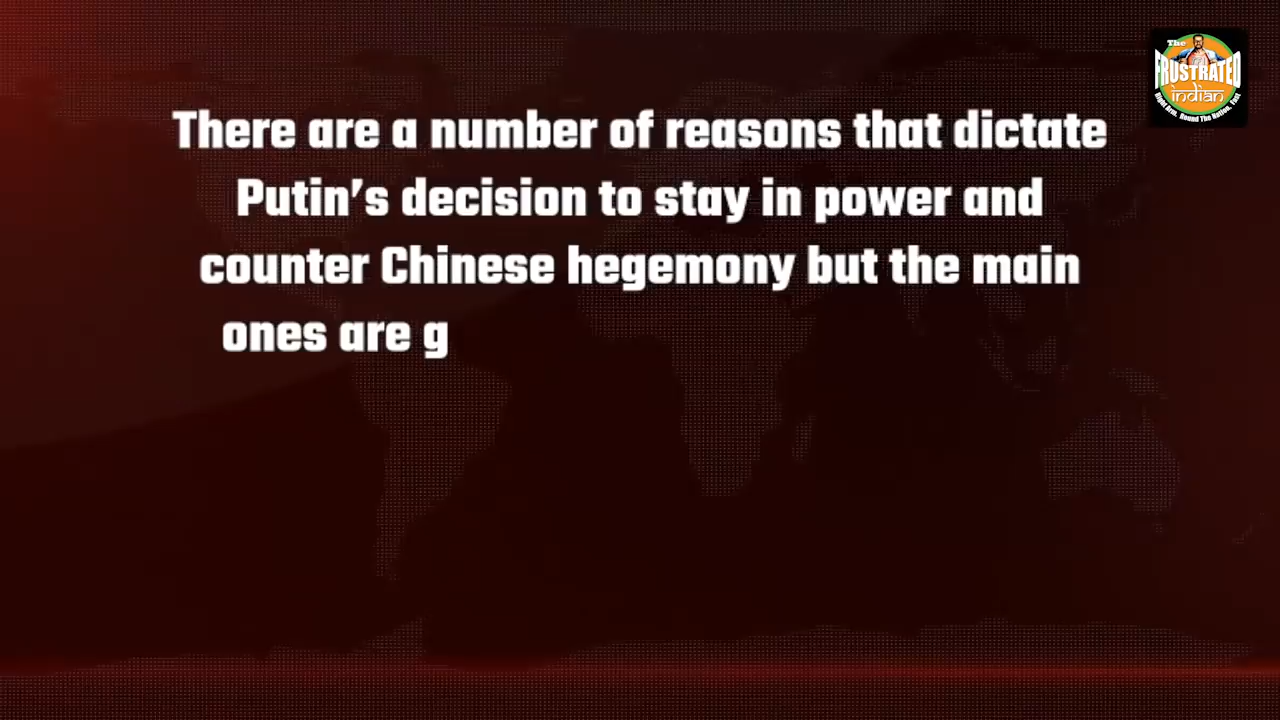 There are a number of reasons that dictate
Putin's decision to stay in power and
counter Chinese hegemony but the main
ones are g
The
FRUSTRATED
indian